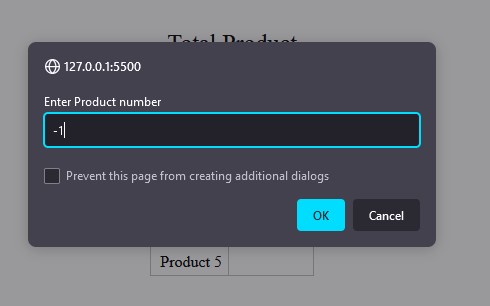 Total Product
127.0.0.1:5500
Enter Product number
-1
Prevent this page from creating additional dialogs
OK
Cancel
Product 5